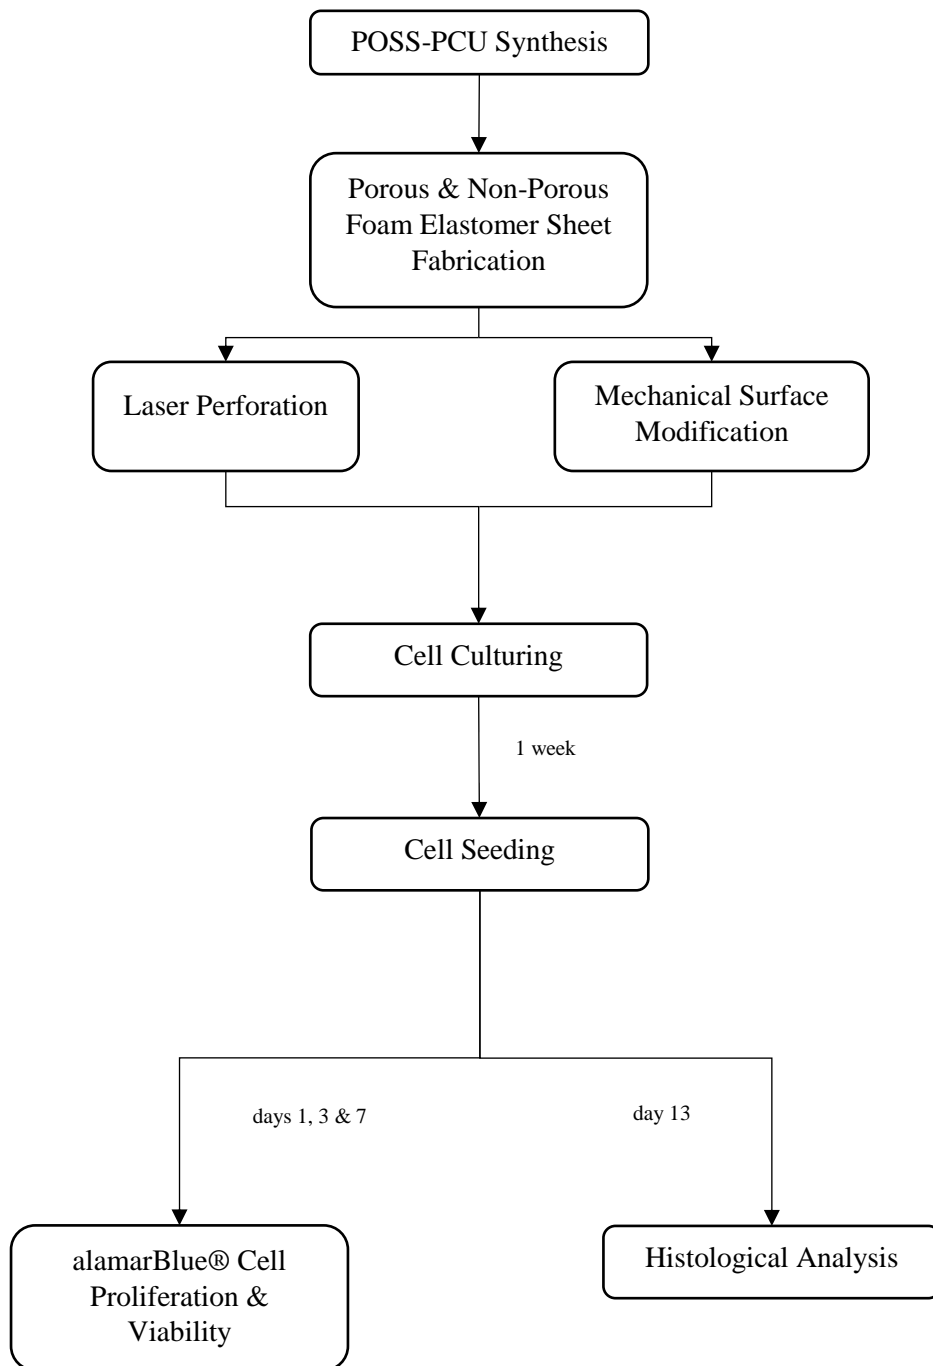 POSS-PCU Synthesis
Porous & Non-Porous
Foam Elastomer Sheet
Fabrication
Laser Perforation
Mechanical Surface
Modification
Cell Culturing
1 week
Cell Seeding
days 1, 3 & 7
day 13
alamarBlue® Cell
Proliferation &
Viability
Histological Analysis